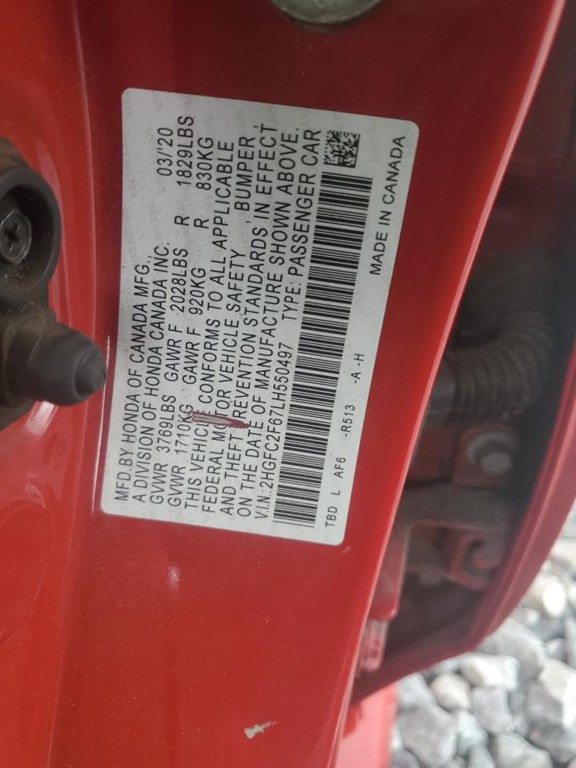 MFD.BY HONDA OF CANADA MFG., 03/'20
A DIVISION OF HONDA CANADA INC.
GVWR 3769LBS GAWR F 2028LBS R 1829LBS
GVWR 1710KG GAWR F 920KG R 830KG
THIS VEHICLE CONFORMS TO ALL APPLICABLE
FEDERAL MOTOR VEHICLE SAFETY, BUMPER,
AND THEFT PREVENTION STANDARDS IN EFFECT
ON THE DATE OF MANUFACTURE SHOWN ABOVE.
V.I.N.:2HGFC2F67LH550497 TYPE: PASSENGER CAR
TBD L AF6 -R513 -A -H MADE IN CANADA